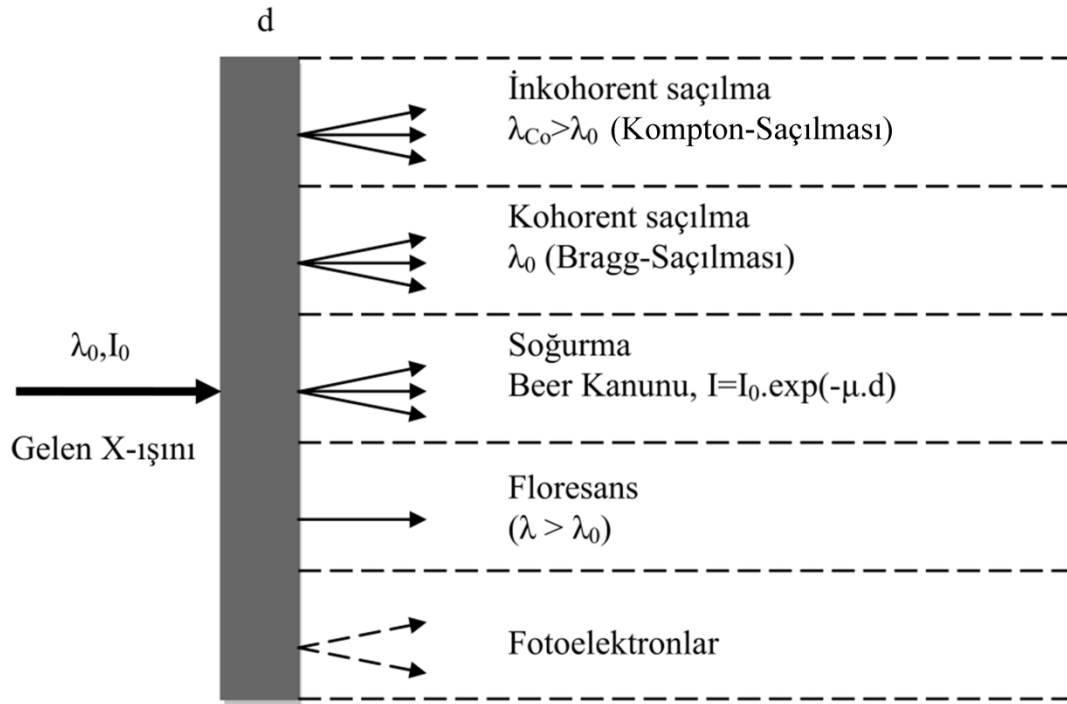 d
İnkohorent saçılma
λCo>λ0 (Kompton-Saçılması)
Kohorent saçılma
λ0 (Bragg-Saçılması)
λ0,I0
Gelen X-ışını
Soğurma
Beer Kanunu, I=I0.exp(-μ.d)
Floresans
(λ > λ0)
Fotoelektronlar